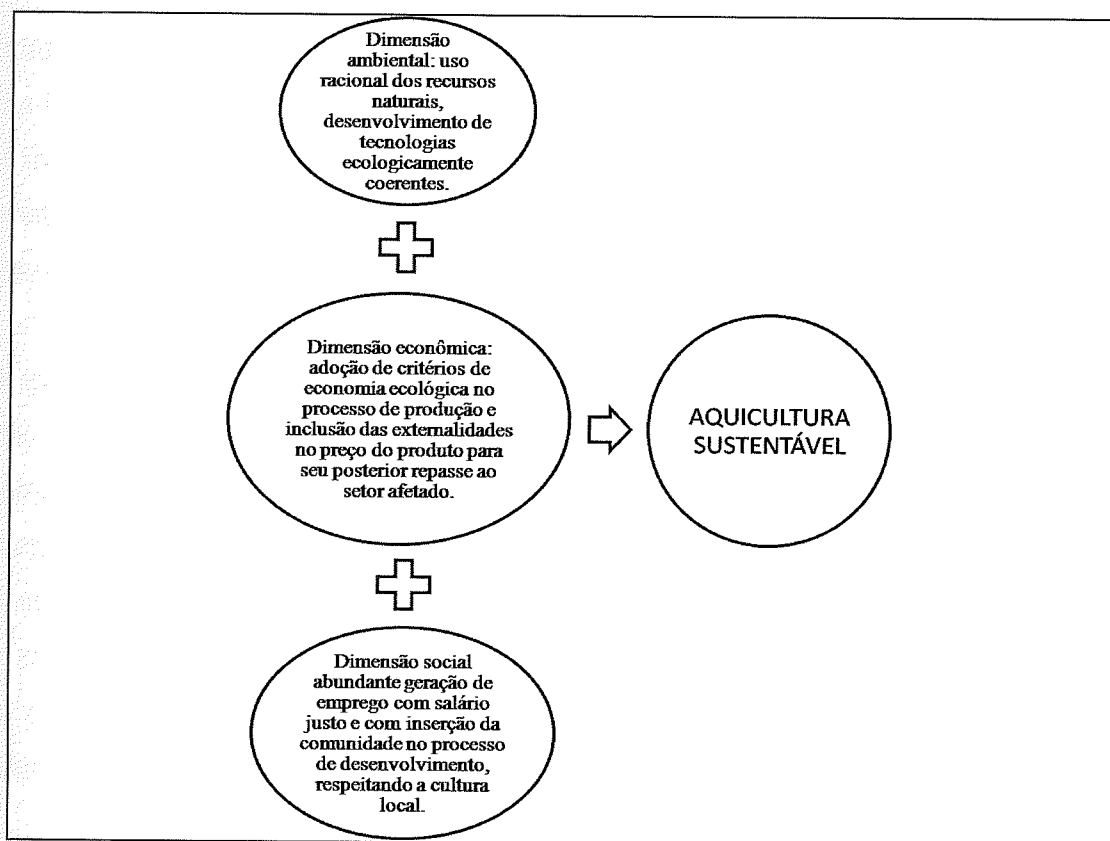 Dimensão
ambiental: uso
racional dos recursos
naturais,
desenvolvimento de
tecnologias
ecologicamente
coerentes.
Dimensão econômica:
adoção de critérios de
economia ecológica no
processo de produção e
inclusão das externalidades
no preço do produto para
seu posterior repasse ao
setor afetado.
AQUICULTURA
SUSTENTÁVEL
Dimensão social
abundante geração de
emprego com salário
justo e com inserção da
comunidade no processo
de desenvolvimento,
respeitando a cultura
local.